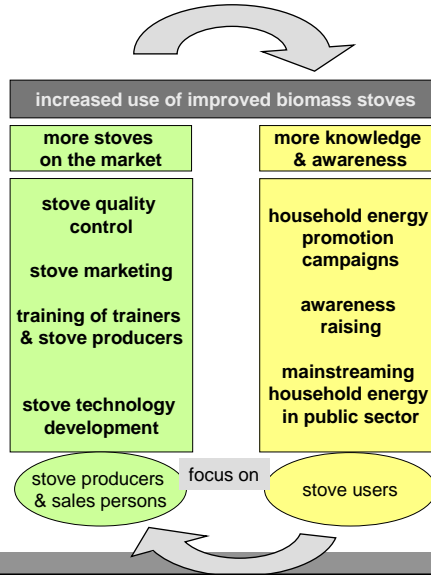 increased use of improved biomass stoves
more stoves
on the market
stove quality
control
stove marketing
training of trainers
& stove producers
stove technology
development
stove producers
& sales persons
focus on
more knowledge
& awareness
household energy
promotion
campaigns
awareness
raising
mainstreaming
household energy
in public sector
stove users